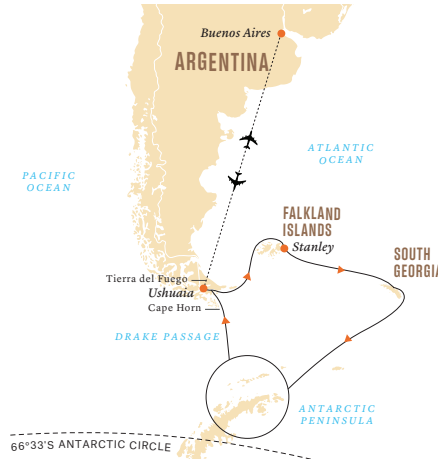 Buenos Aires
ARGENTINA
ATLANTIC
OCEAN
PACIFIC
OCEAN
FALKLAND
ISLANDS
Stanley
SOUTH
GEORGIA
Tierra del Fuego
Ushuaia
Cape Horn
DRAKE PASSAGE
ANTARCTIC
PENINSULA
66°33'S ANTARCTIC CIRCLE